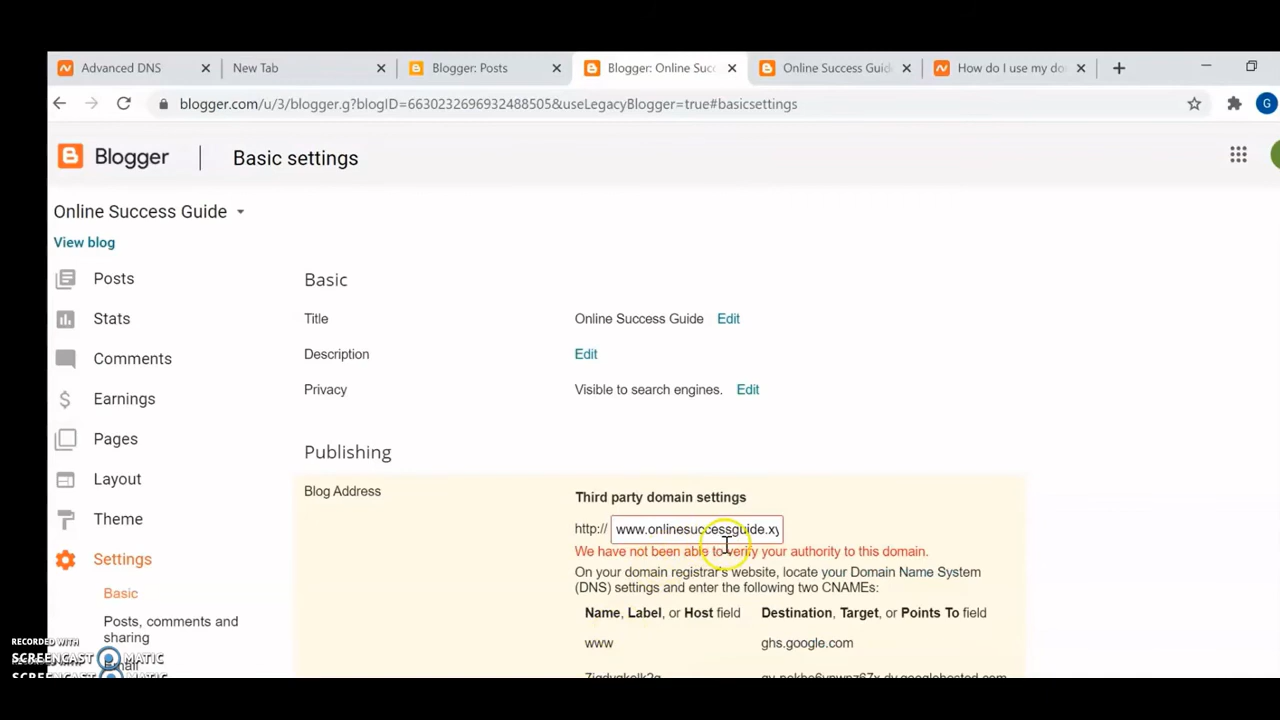 Advanced DNS
New Tab
Blogger: Posts
Blogger: Online Suc
Online Success Guid
How do I use my do
blogger.com/u/3/blogger.g?blogID=6630232696932488505&useLegacyBlogger=true#basicsettings
G
Blogger
Basic settings
Online Success Guide
View blog
Posts
Stats
Comments
Earnings
Pages
Layout
Theme
Settings
Basic
Posts, comments and
sharing
Email
Basic
Title
Online Success Guide Edit
Description
Edit
Privacy
Visible to search engines. Edit
Publishing
Blog Address
Third party domain settings
http:// www.onlinesuccessguide.xy
We have not been able to verify your authority to this domain.
On your domain registrar's website, locate your Domain Name System
(DNS) settings and enter the following two CNAMEs:
Name, Label, or Host field
Destination, Target, or Points To field
www
ghs.google.com
RECORDED WITH
SCREENCAST MATIC